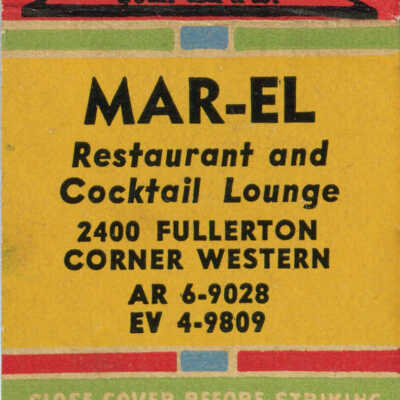 MAR-EL
Restaurant and
Cocktail Lounge
2400 FULLERTON
CORNER WESTERN
AR 6-9028
EV 4-9809
CLOSE COVER BEFORE STRIKING